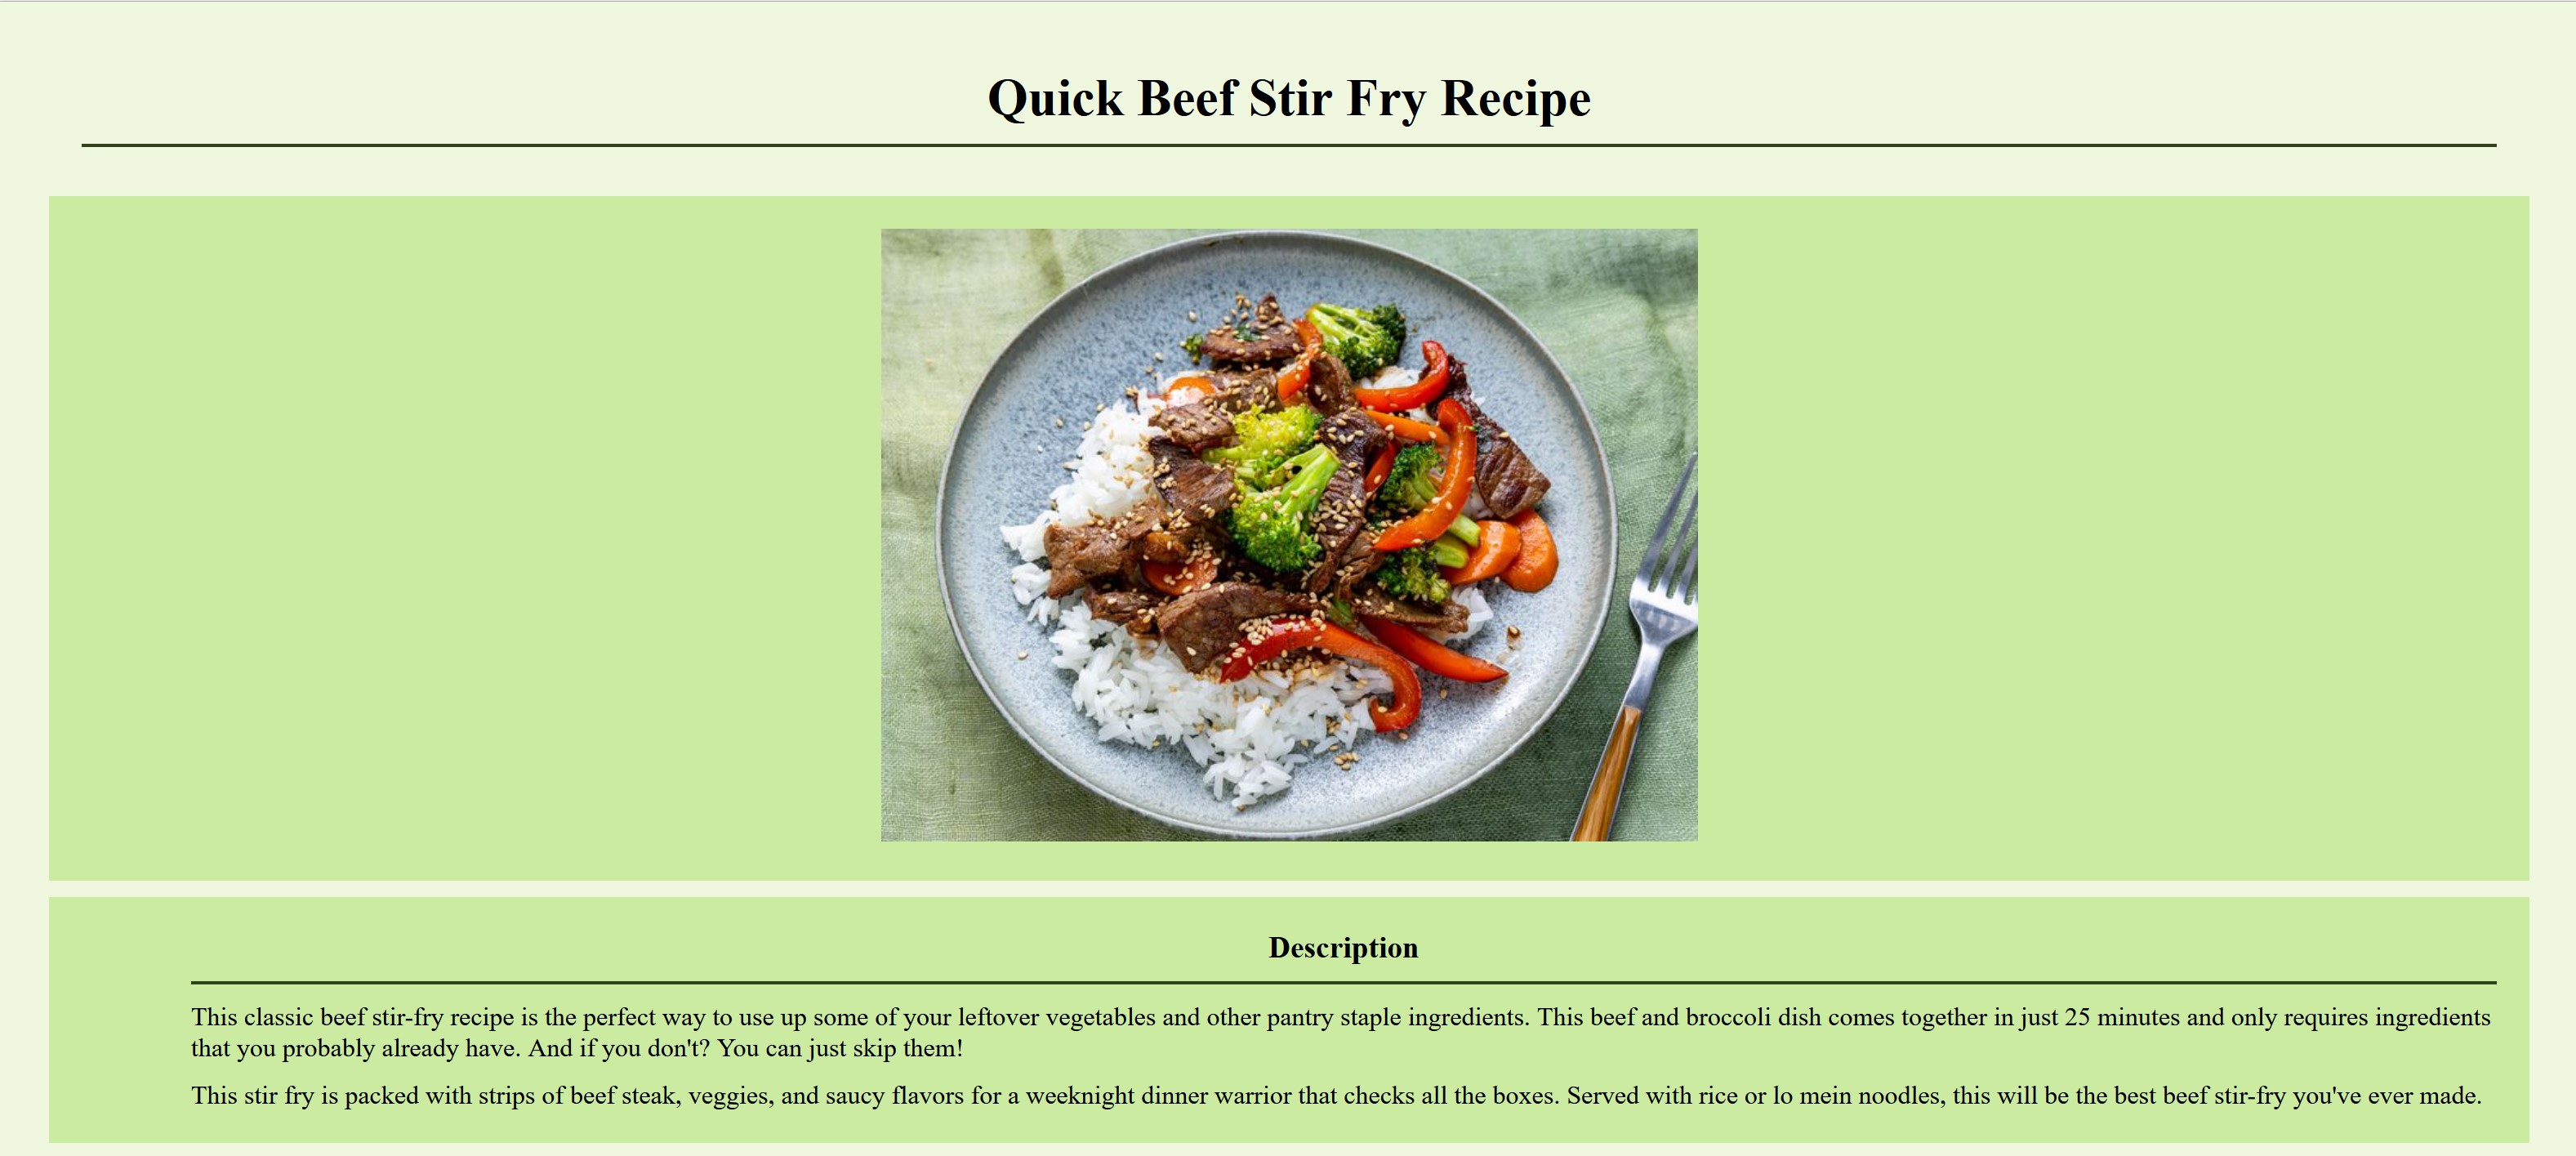 Quick Beef Stir Fry Recipe
Description
This classic beef stir-fry recipe is the perfect way to use up some of your leftover vegetables and other pantry staple ingredients. This beef and broccoli dish comes together in just 25 minutes and only requires ingredients
that you probably already have. And if you don't? You can just skip them!
This stir fry is packed with strips of beef steak, veggies, and saucy flavors for a weeknight dinner warrior that checks all the boxes. Served with rice or lo mein noodles, this will be the best beef stir-fry you've ever made.